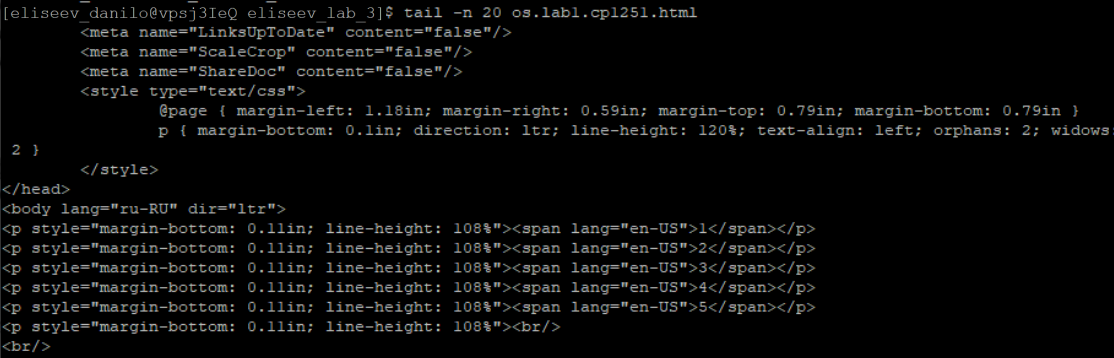 [eliseev_danilo@vpsj3IeQ eliseev_lab_3]$ tail -n 20 os.lab1.cp1251.html
        <meta name="LinksUpToDate" content="false"/>
        <meta name="ScaleCrop" content="false"/>
        <meta name="ShareDoc" content="false"/>
        <style type="text/css">
                @page { margin-left: 1.18in; margin-right: 0.59in; margin-top: 0.79in; margin-bottom: 0.79in }
                p { margin-bottom: 0.1in; direction: ltr; line-height: 120%; text-align: left; orphans: 2; widows:
 2 }
        </style>
</head>
<body lang="ru-RU" dir="ltr">
<p style="margin-bottom: 0.11in; line-height: 108%"><span lang="en-US">1</span></p>
<p style="margin-bottom: 0.11in; line-height: 108%"><span lang="en-US">2</span></p>
<p style="margin-bottom: 0.11in; line-height: 108%"><span lang="en-US">3</span></p>
<p style="margin-bottom: 0.11in; line-height: 108%"><span lang="en-US">4</span></p>
<p style="margin-bottom: 0.11in; line-height: 108%"><span lang="en-US">5</span></p>
<p style="margin-bottom: 0.11in; line-height: 108%"><br/>
<br/>